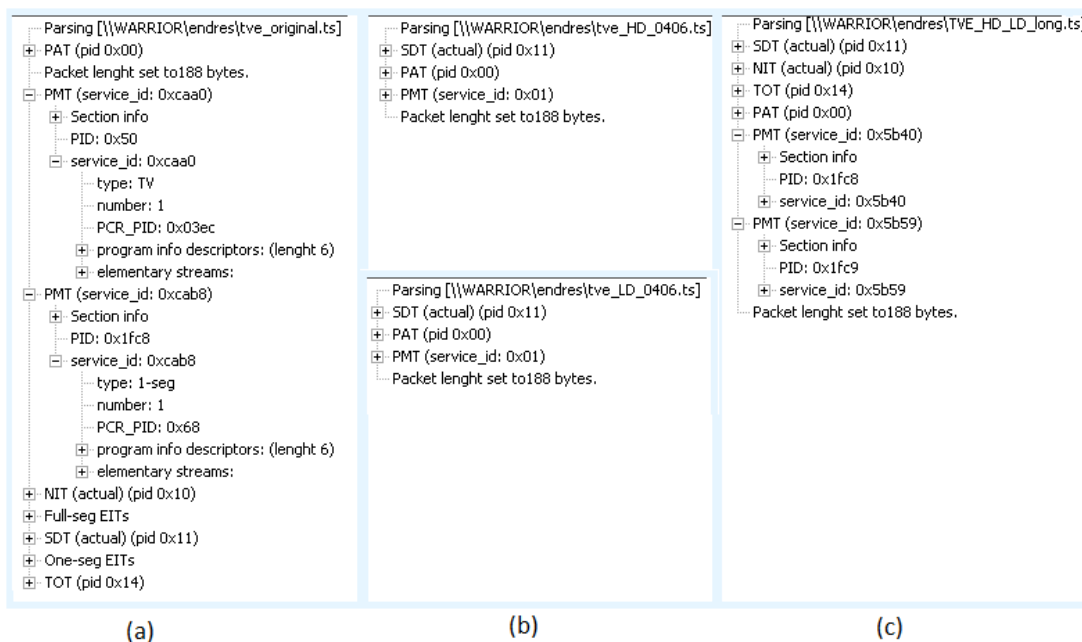 Parsing [\\WARRIOR\endres\tve_original.ts]
PAT (pid 0x00)
Packet lenght set to188 bytes.
PMT (service_id: 0xcaa0)
Section info
PID: 0x50
service_id: 0xcaa0
type: TV
number: 1
PCR_PID: 0x03ec
program info descriptors: (lenght 6)
elementary streams:
PMT (service_id: 0xcab8)
Section info
PID: 0x1fc8
service_id: 0xcab8
type: 1-seg
number: 1
PCR_PID: 0x68
program info descriptors: (lenght 6)
elementary streams:
NIT (actual) (pid 0x10)
Full-seg EITs
SDT (actual) (pid 0x11)
One-seg EITs
TOT (pid 0x14)
(a)
Parsing [\\WARRIOR\endres\tve_HD_0406.ts]
SDT (actual) (pid 0x11)
PAT (pid 0x00)
PMT (service_id: 0x01)
Packet lenght set to188 bytes.
Parsing [\\WARRIOR\endres\tve_LD_0406.ts]
SDT (actual) (pid 0x11)
PAT (pid 0x00)
PMT (service_id: 0x01)
Packet lenght set to188 bytes.
(b)
Parsing [\\WARRIOR\endres\TVE_HD_LD_long.ts]
SDT (actual) (pid 0x11)
NIT (actual) (pid 0x10)
TOT (pid 0x14)
PAT (pid 0x00)
PMT (service_id: 0x5b40)
Section info
PID: 0x1fc8
service_id: 0x5b40
PMT (service_id: 0x5b59)
Section info
PID: 0x1fc9
service_id: 0x5b59
Packet lenght set to188 bytes.
(c)